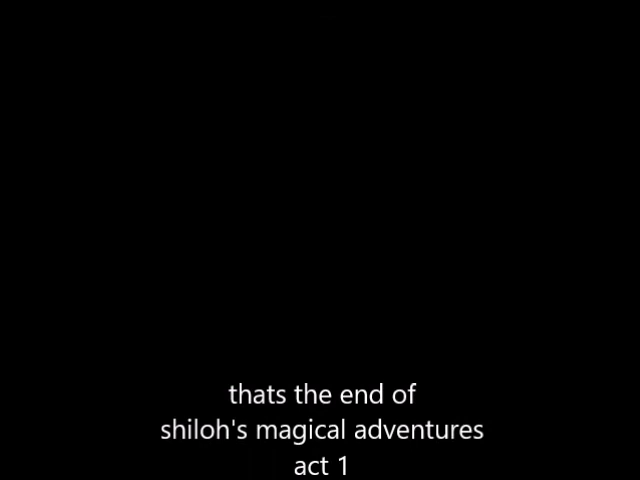 thats the end of
shiloh's magical adventures
act 1